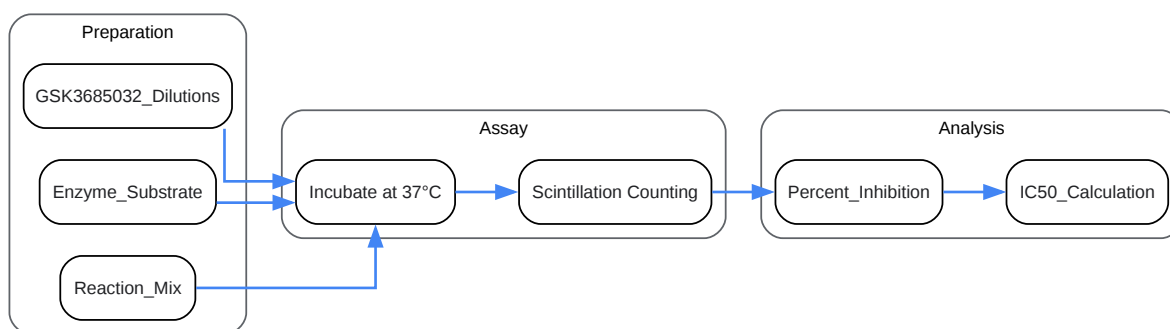 Preparation
GSK3685032_Dilutions
Enzyme_Substrate
Reaction_Mix
Assay
Incubate at 37°C
Scintillation Counting
Analysis
Percent_Inhibition
IC50_Calculation